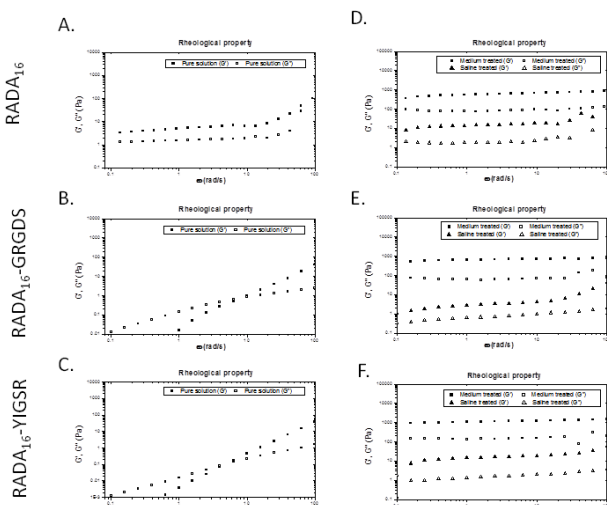 A.
D.
RADA16
Rheological property
Pure solution (G') Pure solution (G'')
G', G'' (Pa)
ω (rad/s)
Rheological property
Medium treated (G') Medium treated (G'')
Saline treated (G') Saline treated (G'')
G', G'' (Pa)
ω (rad/s)
B.
E.
RADA16-GRGDS
Rheological property
Pure solution (G') Pure solution (G'')
G', G'' (Pa)
ω (rad/s)
Rheological property
Medium treated (G') Medium treated (G'')
Saline treated (G') Saline treated (G'')
G', G'' (Pa)
ω (rad/s)
C.
F.
RADA16-YIGSR
Rheological property
Pure solution (G') Pure solution (G'')
G', G'' (Pa)
Rheological property
Medium treated (G') Medium treated (G'')
Saline treated (G') Saline treated (G'')
G', G'' (Pa)